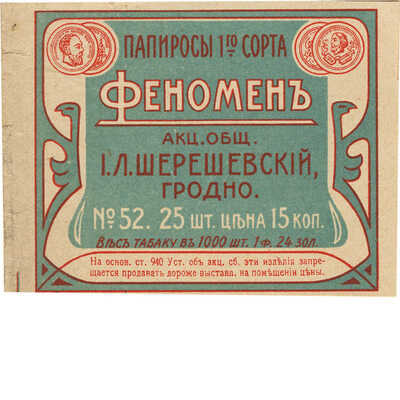 ПАПИРОСЫ 1го СОРТА
ФЕНОМЕНЪ
АКЦ. ОБЩ.
І.Л.ШЕРЕШЕВСКІЙ,
ГРОДНО.
№ 52. 25 ШТ. ЦѢНА 15 КОП.
ВѢСЪ ТАБАКУ ВЪ 1000 ШТ. 1 Ф. 24 ЗОЛ.
На основ. ст. 940 Уст. объ акц. сб. эти издѣлія запре-
щается продавать дороже выстава. на помѣщеніи цѣны.